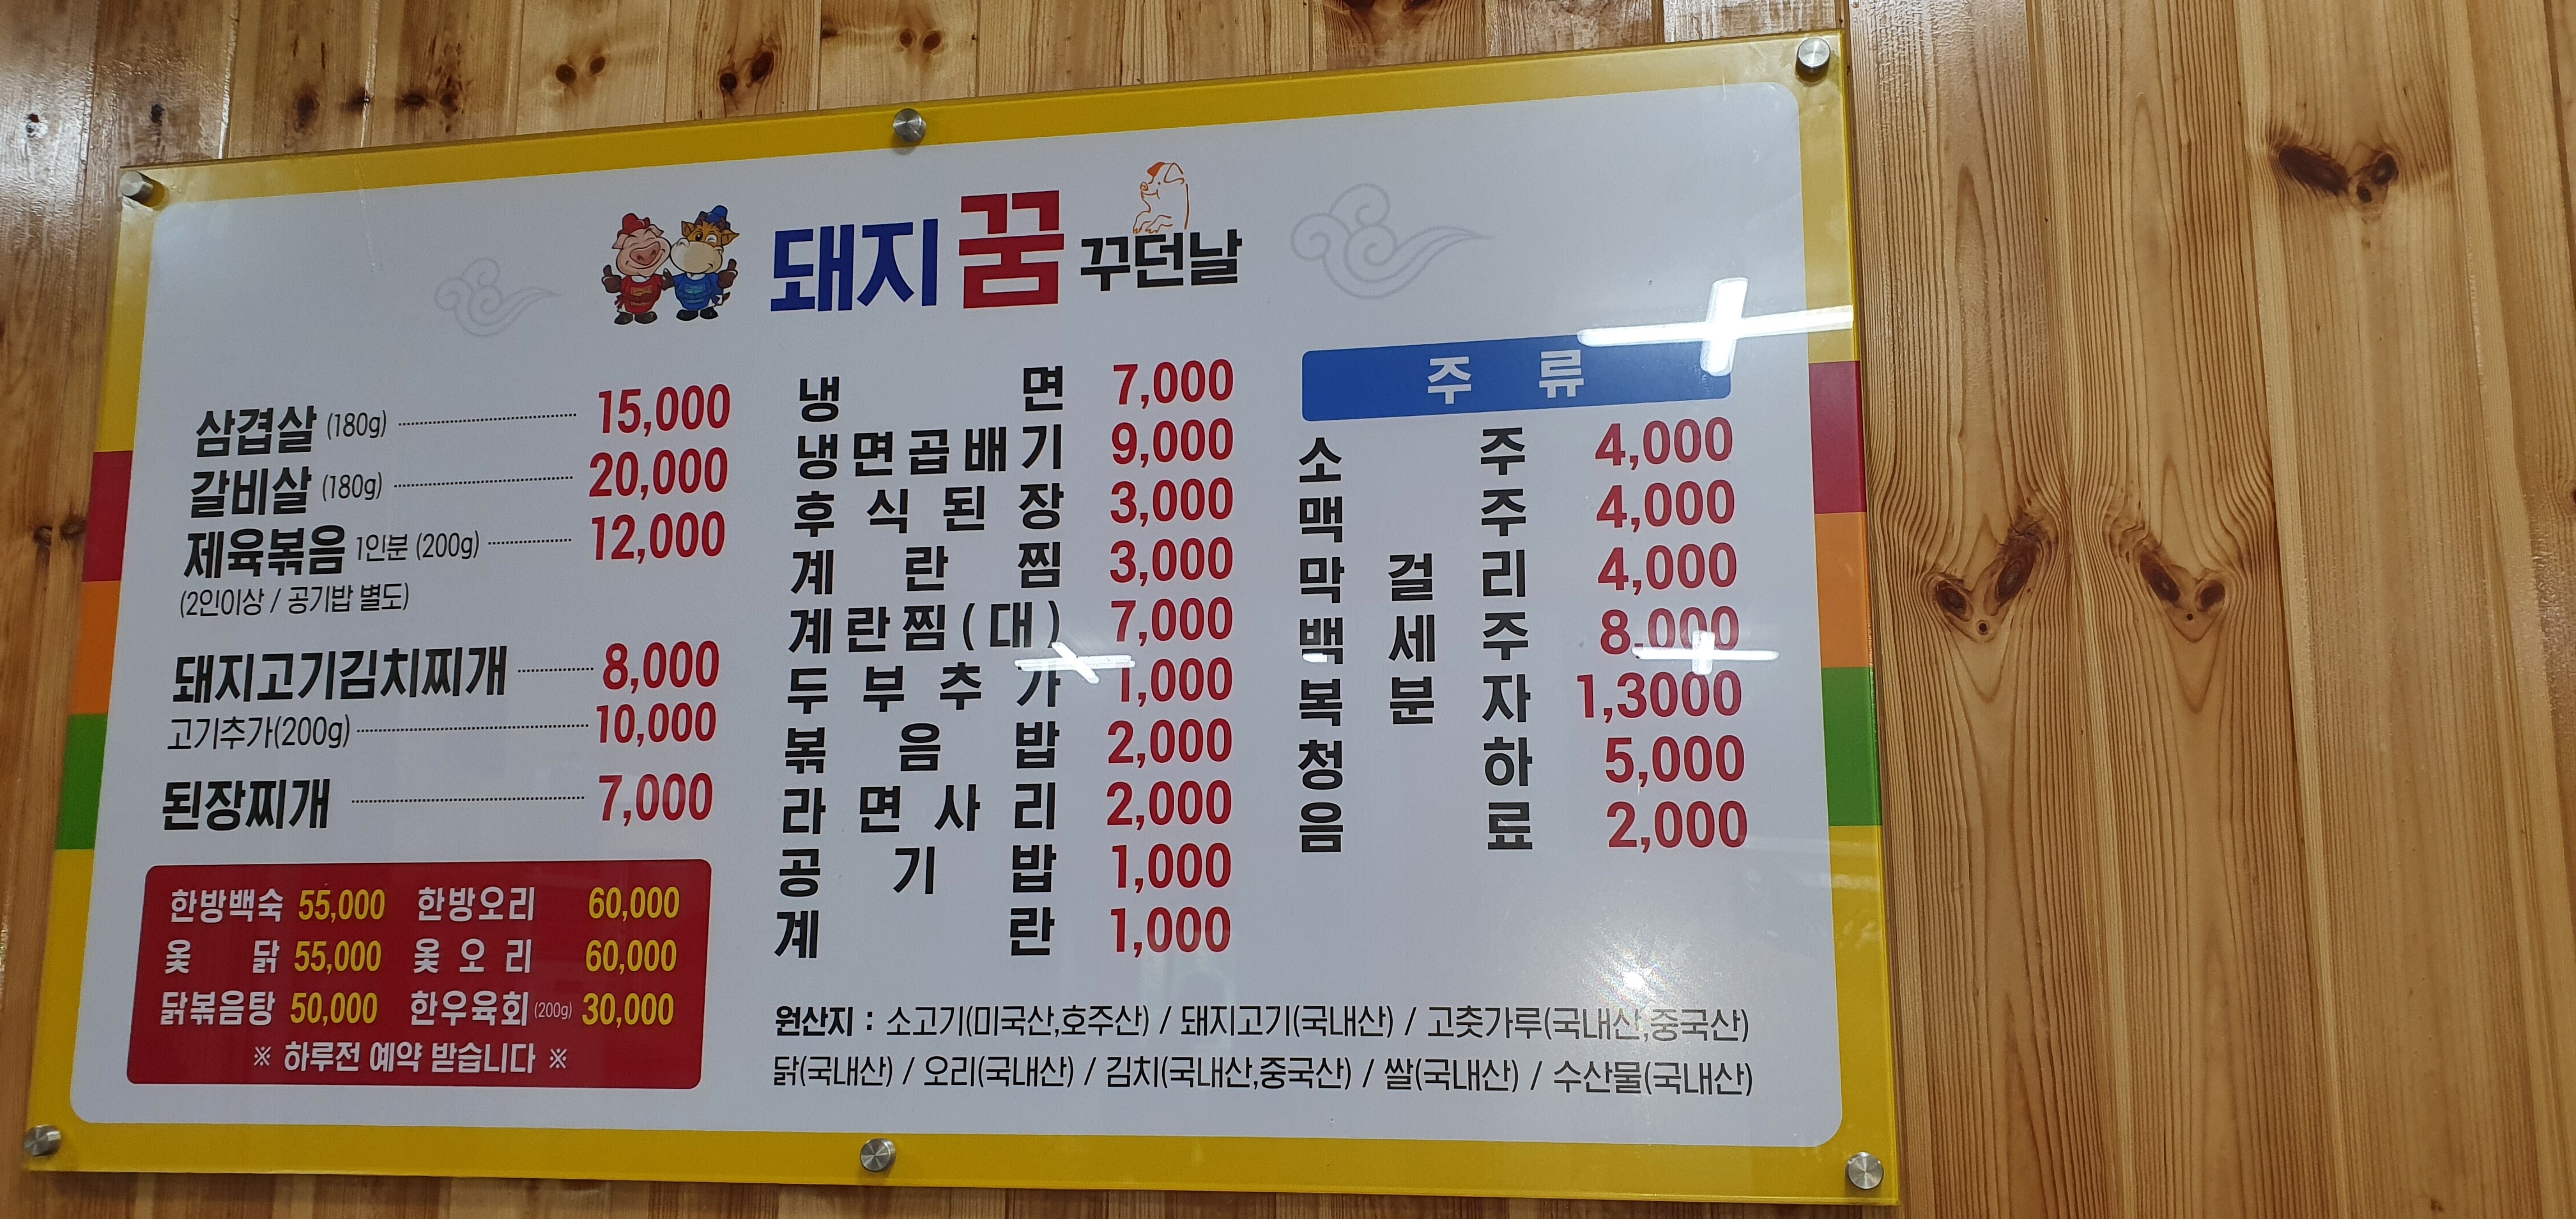 돼지 꿈 꾸던날
삼겹살 (180g) 15,000
갈비살 (180g) 20,000
제육볶음 1인분 (200g) 12,000
(2인이상 / 공기밥 별도)
돼지고기김치찌개 8,000
고기추가(200g) 10,000
된장찌개 7,000
한방백숙 55,000 한방오리 60,000
옻닭 55,000 옻오리 60,000
닭볶음탕 50,000 한우육회(200g) 30,000
※ 하루전 예약 받습니다 ※
냉면 7,000
냉면곱배기 9,000
후식된장 3,000
계란찜 3,000
계란찜(대) 7,000
두부추가 1,000
볶음밥 2,000
라면사리 2,000
공기밥 1,000
계란 1,000
주류
소주 4,000
맥주 4,000
막걸리 4,000
백세주 8,000
복분자 1,3000
청하 5,000
음료 2,000
원산지 : 소고기(미국산,호주산) / 돼지고기(국내산) / 고춧가루(국내산,중국산)
닭(국내산) / 오리(국내산) / 김치(국내산,중국산) / 쌀(국내산) / 수산물(국내산)